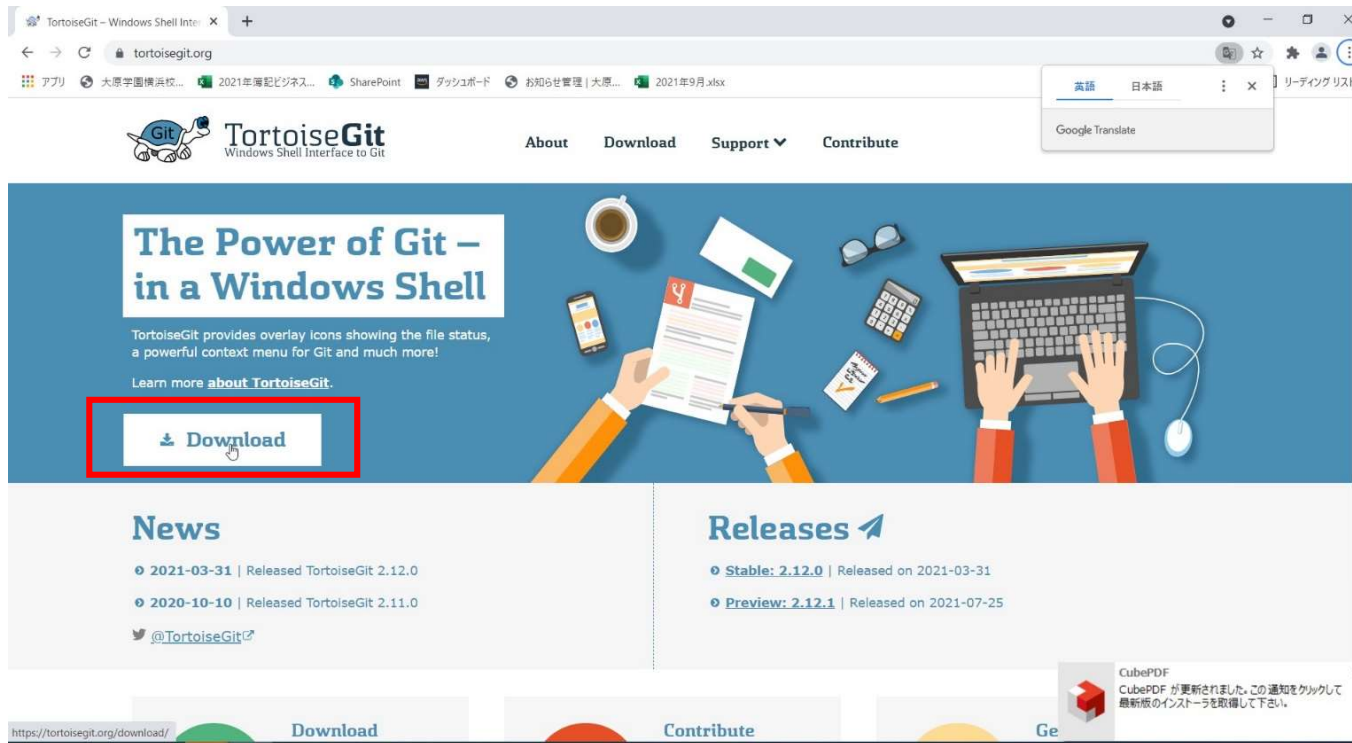 TortoiseGit – Windows Shell Inter
tortoisegit.org
アプリ 大原学園横浜校... 2021年簿記ビジネス... SharePoint ダッシュボード お知らせ管理 | 大原... 2021年9月.xlsx リーディング リスト
英語 日本語
Google Translate
Git
TortoiseGit
Windows Shell Interface to Git
About Download Support Contribute
The Power of Git –
in a Windows Shell
TortoiseGit provides overlay icons showing the file status,
a powerful context menu for Git and much more!
Learn more about TortoiseGit.
Download
News
2021-03-31 | Released TortoiseGit 2.12.0
2020-10-10 | Released TortoiseGit 2.11.0
@TortoiseGit
Releases
Stable: 2.12.0 | Released on 2021-03-31
Preview: 2.12.1 | Released on 2021-07-25
CubePDF
CubePDF が更新されました。この通知をクリックして
最新版のインストーラを取得して下さい。
Download Contribute Ge
https://tortoisegit.org/download/